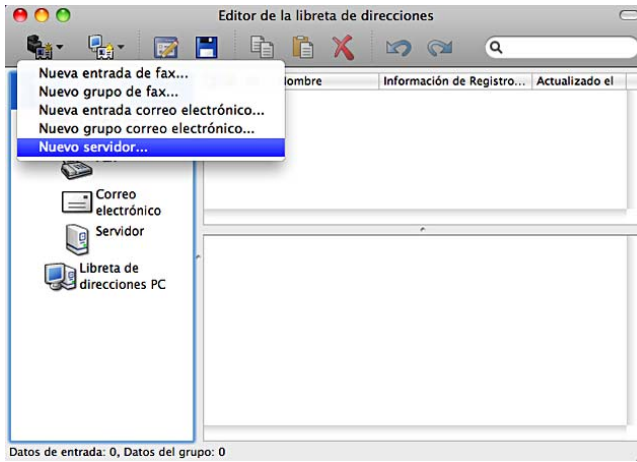 Editor de la libreta de direcciones
Nueva entrada de fax...
Nuevo grupo de fax...
Nueva entrada correo electrónico...
Nuevo grupo correo electrónico...
Nuevo servidor...
ombre
Información de Registro...
Actualizado el
Correo
electrónico
Servidor
Libreta de
direcciones PC
Datos de entrada: 0, Datos del grupo: 0